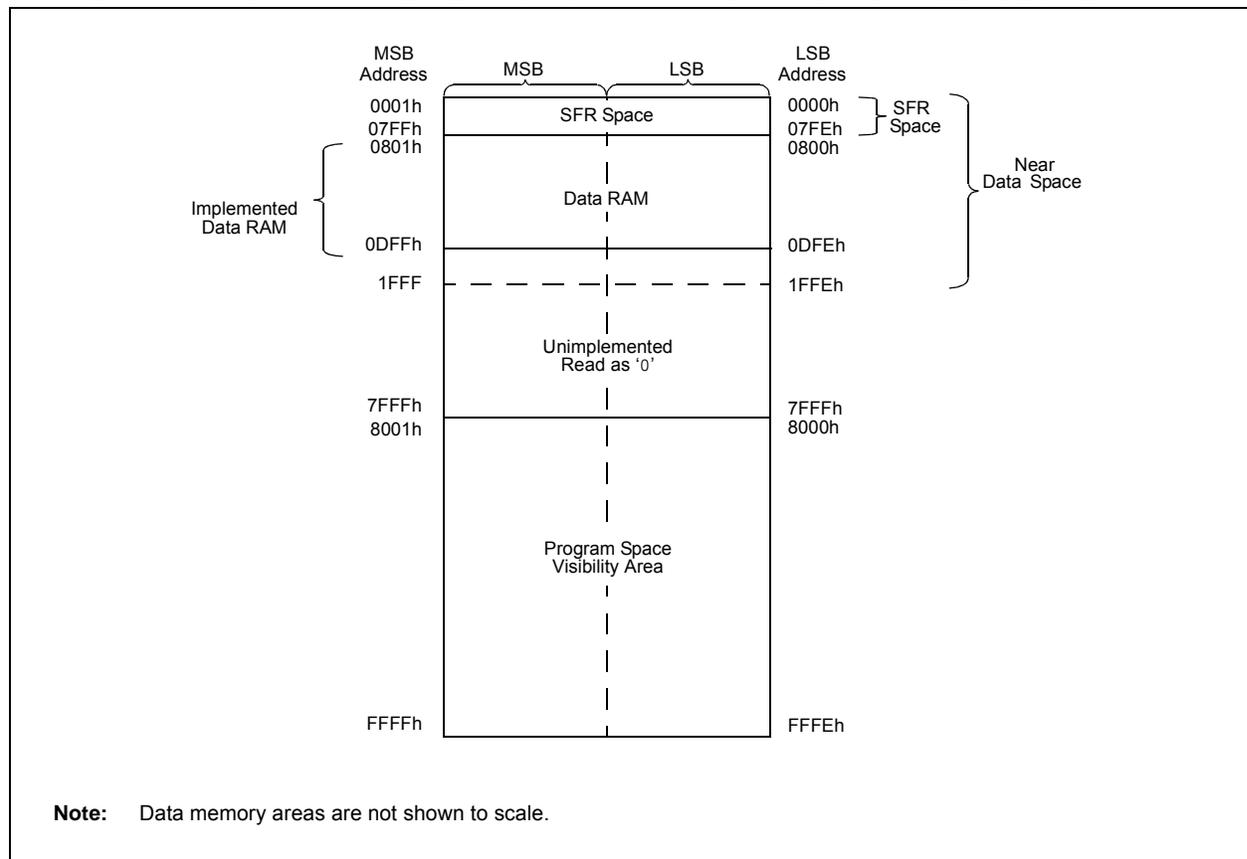 MSB
Address
MSB
LSB
LSB
Address
0001h
SFR Space
0000h
SFR
Space
07FFh
07FEh
0801h
0800h
Near
Data Space
Implemented
Data RAM
Data RAM
0DFFh
0DFEh
1FFF
1FFEh
Unimplemented
Read as ‘0’
7FFFh
7FFFh
8001h
8000h
Program Space
Visibility Area
FFFFh
FFFEh
Note: Data memory areas are not shown to scale.